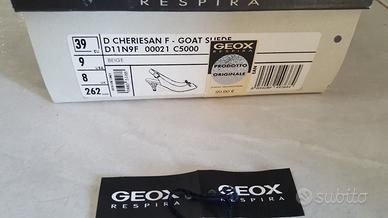 RESPIRA
39
D CHERIESAN F - GOAT SUEDE
D11N9F 00021 C5000
9
BEIGE
8
262
GEOX
RESPIRA
PRODOTTO
ORIGINALE
GEOX
RESPIRA
GEOX
RESPIRA
subito